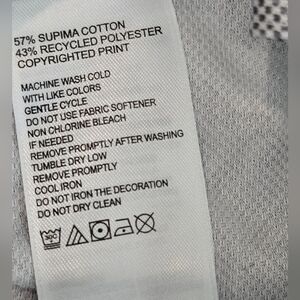 57% SUPIMA COTTON
43% RECYCLED POLYESTER
COPYRIGHTED PRINT
MACHINE WASH COLD
WITH LIKE COLORS
GENTLE CYCLE
DO NOT USE FABRIC SOFTENER
NON CHLORINE BLEACH
IF NEEDED
REMOVE PROMPTLY AFTER WASHING
TUMBLE DRY LOW
REMOVE PROMPTLY
COOL IRON
DO NOT IRON THE DECORATION
DO NOT DRY CLEAN
30C